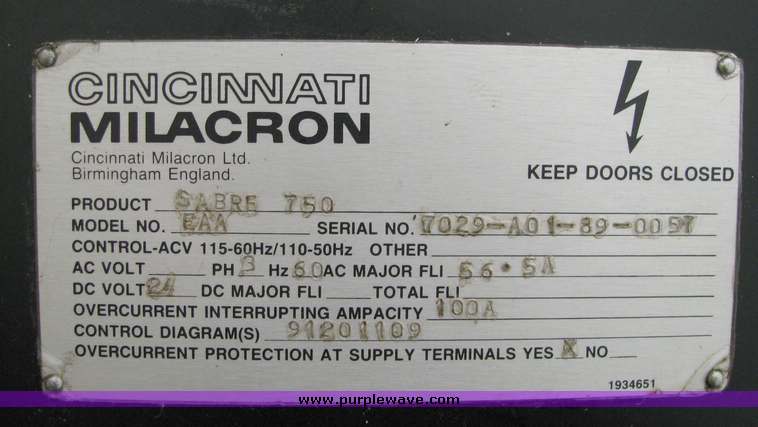 CINCINNATI
MILACRON
Cincinnati Milacron Ltd.
Birmingham England.
KEEP DOORS CLOSED
PRODUCT SABRE 750
MODEL NO. EAA SERIAL NO. 7029-A01-89-0057
CONTROL-ACV 115-60Hz/110-50Hz OTHER
AC VOLT PH 3 Hz 60 AC MAJOR FLI 56.5A
DC VOLT 24 DC MAJOR FLI TOTAL FLI
OVERCURRENT INTERRUPTING AMPACITY 100A
CONTROL DIAGRAM(S) 91201109
OVERCURRENT PROTECTION AT SUPPLY TERMINALS YES X NO
1934651
www.purplewave.com